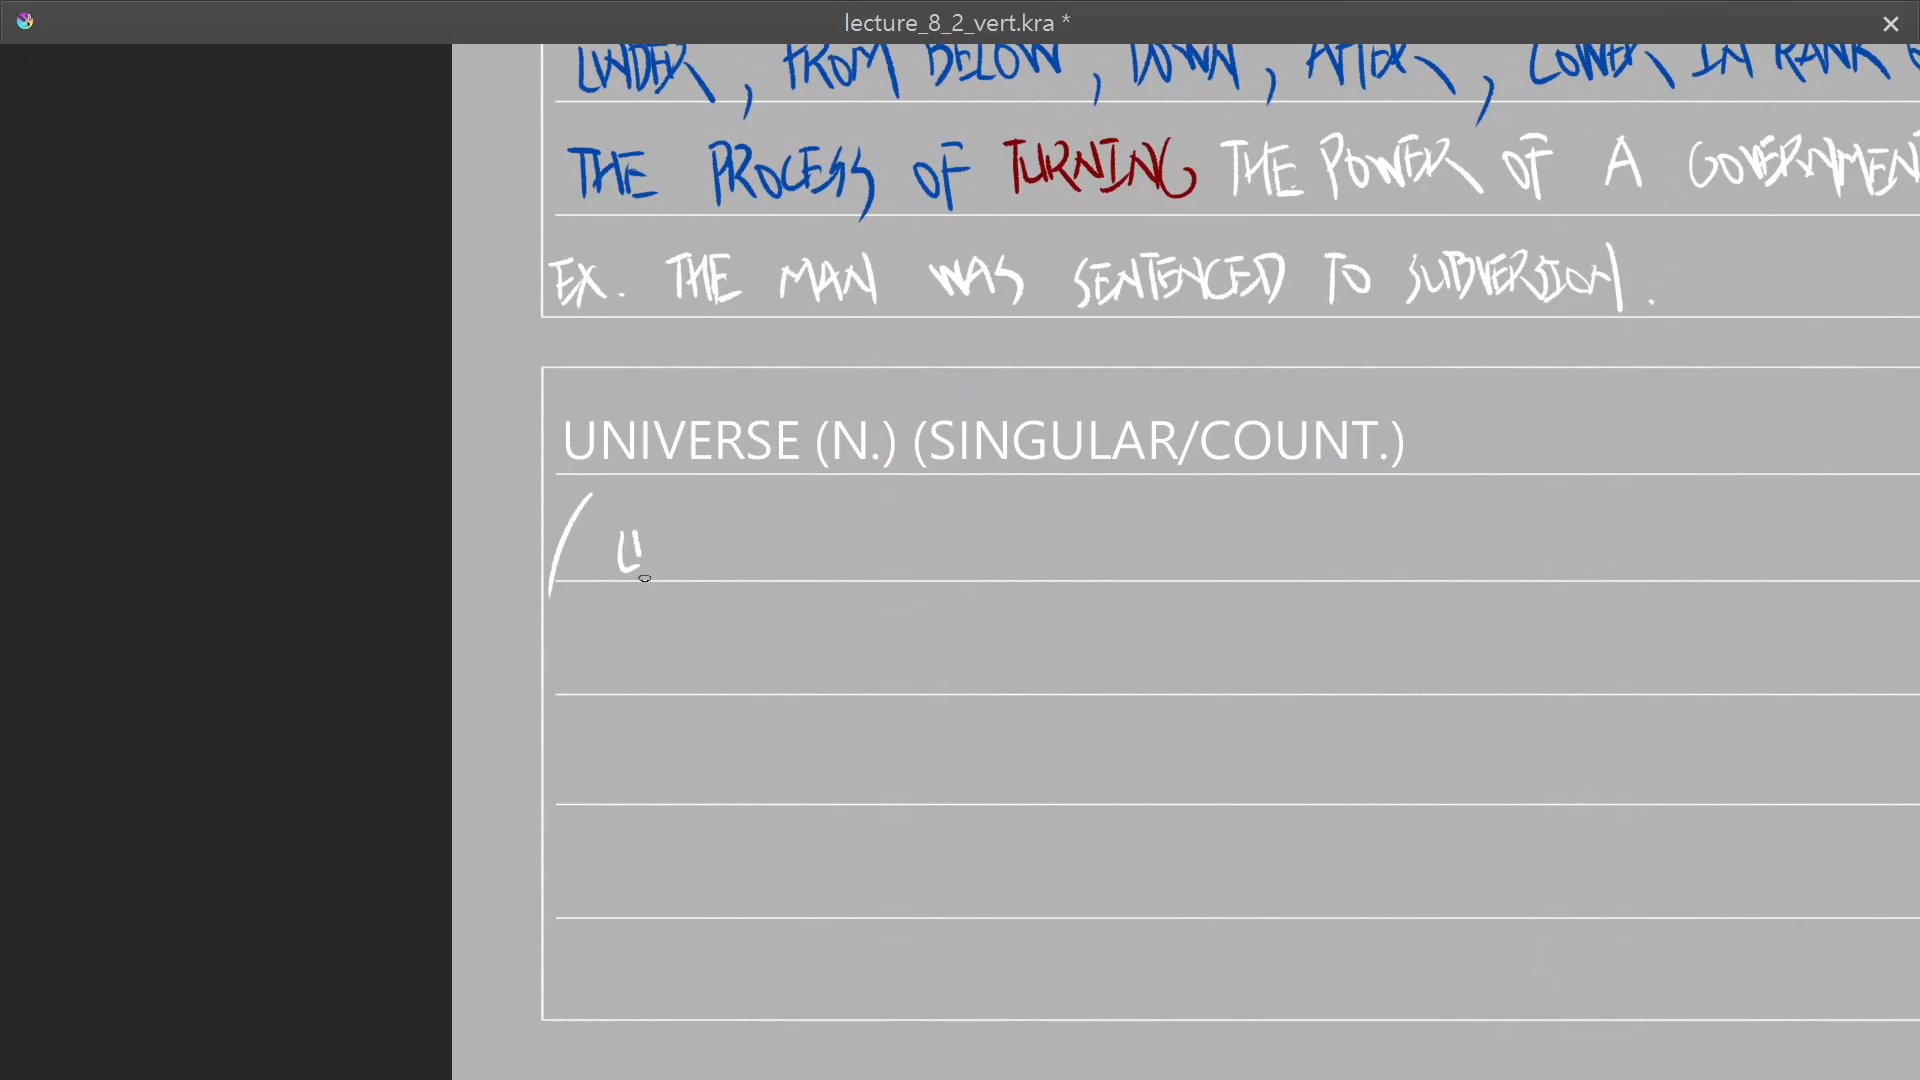 lecture_8_2_vert.kra *
UNDER, FROM BELOW, DOWN, AFTER, LOWER IN RANK
THE PROCESS OF TURNING THE POWER OF A GOVERNMEN
EX. THE MAN WAS SENTENCED TO SUBVERSION.
UNIVERSE (N.) (SINGULAR/COUNT.)